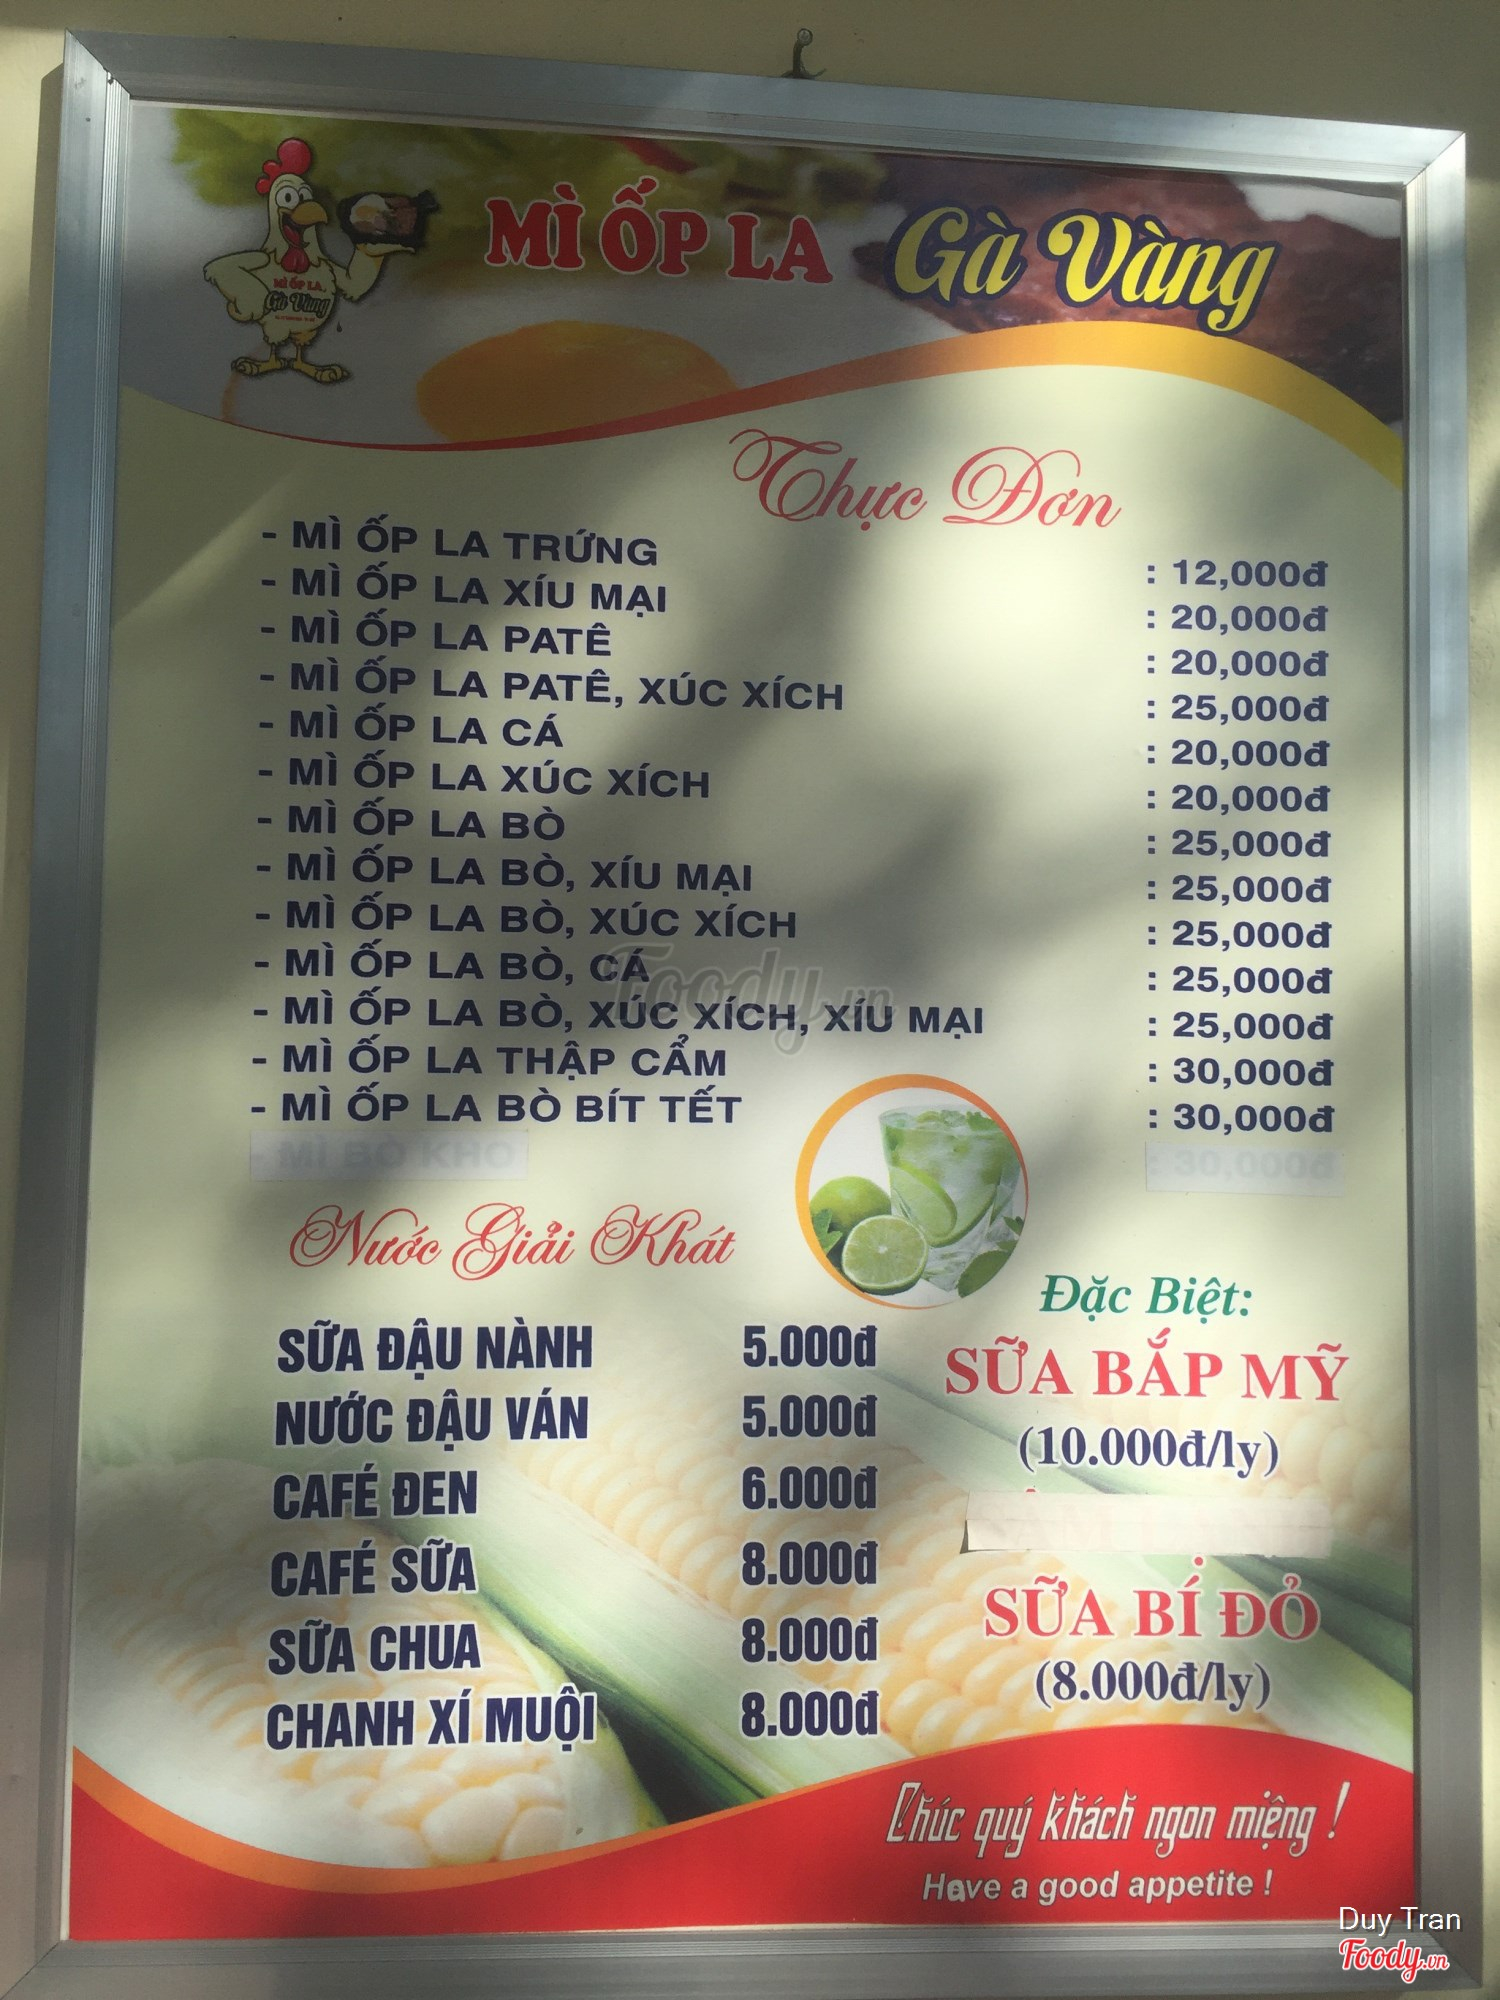 MÌ ỐP LA Gà Vàng
MÌ ỐP LA
Gà Vàng
Thực Đơn
- MÌ ỐP LA TRỨNG : 12,000đ
- MÌ ỐP LA XÍU MẠI : 20,000đ
- MÌ ỐP LA PATÊ : 20,000đ
- MÌ ỐP LA PATÊ, XÚC XÍCH : 25,000đ
- MÌ ỐP LA CÁ : 20,000đ
- MÌ ỐP LA XÚC XÍCH : 20,000đ
- MÌ ỐP LA BÒ : 25,000đ
- MÌ ỐP LA BÒ, XÍU MẠI : 25,000đ
- MÌ ỐP LA BÒ, XÚC XÍCH : 25,000đ
- MÌ ỐP LA BÒ, CÁ : 25,000đ
- MÌ ỐP LA BÒ, XÚC XÍCH, XÍU MẠI : 25,000đ
- MÌ ỐP LA THẬP CẨM : 30,000đ
- MÌ ỐP LA BÒ BÍT TẾT : 30,000đ
- MÌ BÒ KHO : 30,000đ
Foody.vn
Nước Giải Khát
SỮA ĐẬU NÀNH 5.000đ
NƯỚC ĐẬU VÁN 5.000đ
CAFÉ ĐEN 6.000đ
CAFÉ SỮA 8.000đ
SỮA CHUA 8.000đ
CHANH XÍ MUỘI 8.000đ
Đặc Biệt:
SỮA BẮP MỸ
(10.000đ/ly)
SỮA BÍ ĐỎ
(8.000đ/ly)
Chúc quý khách ngon miệng !
Have a good appetite !
Duy Tran
Foody.vn